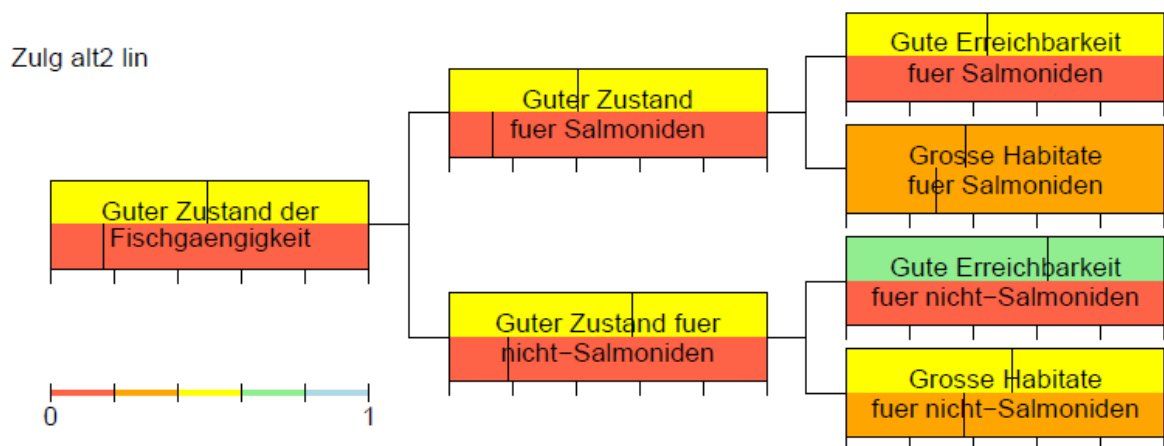 Zulg alt2 lin
Guter Zustand der
Fischgaengigkeit
Guter Zustand
fuer Salmoniden
Guter Zustand fuer
nicht−Salmoniden
Gute Erreichbarkeit
fuer Salmoniden
Grosse Habitate
fuer Salmoniden
Gute Erreichbarkeit
fuer nicht−Salmoniden
Grosse Habitate
fuer nicht−Salmoniden
0 1